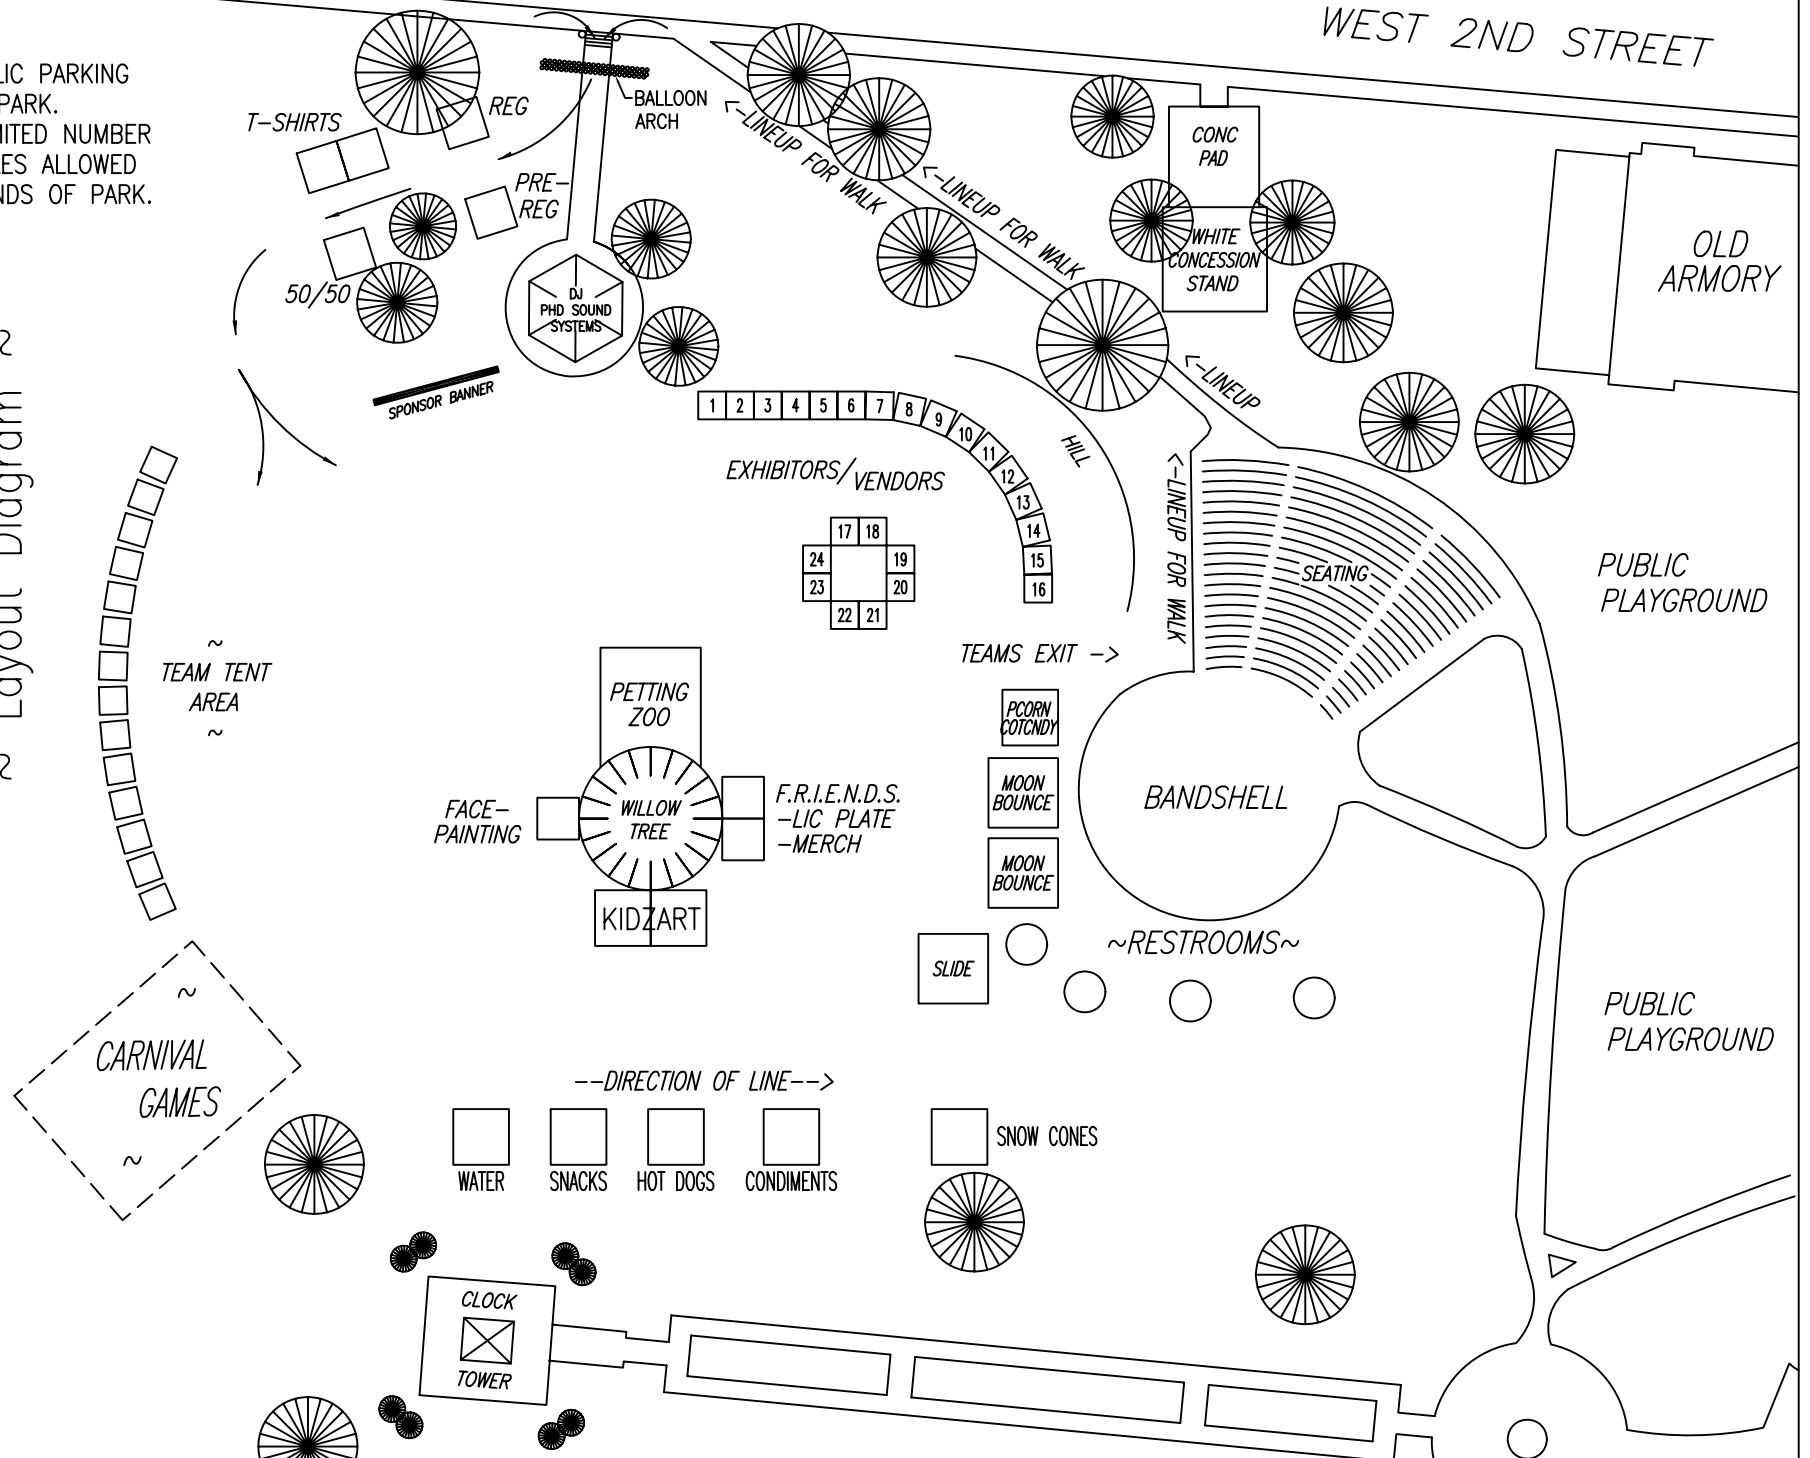 WEST 2ND STREET
LIC PARKING
PARK.
MITED NUMBER
ES ALLOWED
NDS OF PARK.
T-SHIRTS
REG
BALLOON
ARCH
PRE-
REG
50/50
DJ
PHD SOUND
SYSTEMS
SPONSOR BANNER
<-LINEUP FOR WALK
<-LINEUP FOR WALK
CONC
PAD
WHITE
CONCESSION
STAND
OLD
ARMORY
<-LINEUP
HILL
<-LINEUP FOR WALK
SEATING
1 2 3 4 5 6 7 8 9 10 11 12 13 14 15 16
EXHIBITORS/VENDORS
17 18
24 19
23 20
22 21
PUBLIC
PLAYGROUND
~ Layout Diagram ~
~
TEAM TENT
AREA
~
TEAMS EXIT ->
PETTING
ZOO
PCORN
COTCNDY
MOON
BOUNCE
MOON
BOUNCE
BANDSHELL
FACE-
PAINTING
WILLOW
TREE
F.R.I.E.N.D.S.
-LIC PLATE
-MERCH
KIDZART
SLIDE
~RESTROOMS~
PUBLIC
PLAYGROUND
~
CARNIVAL
GAMES
~
--DIRECTION OF LINE-->
WATER
SNACKS
HOT DOGS
CONDIMENTS
SNOW CONES
CLOCK
TOWER